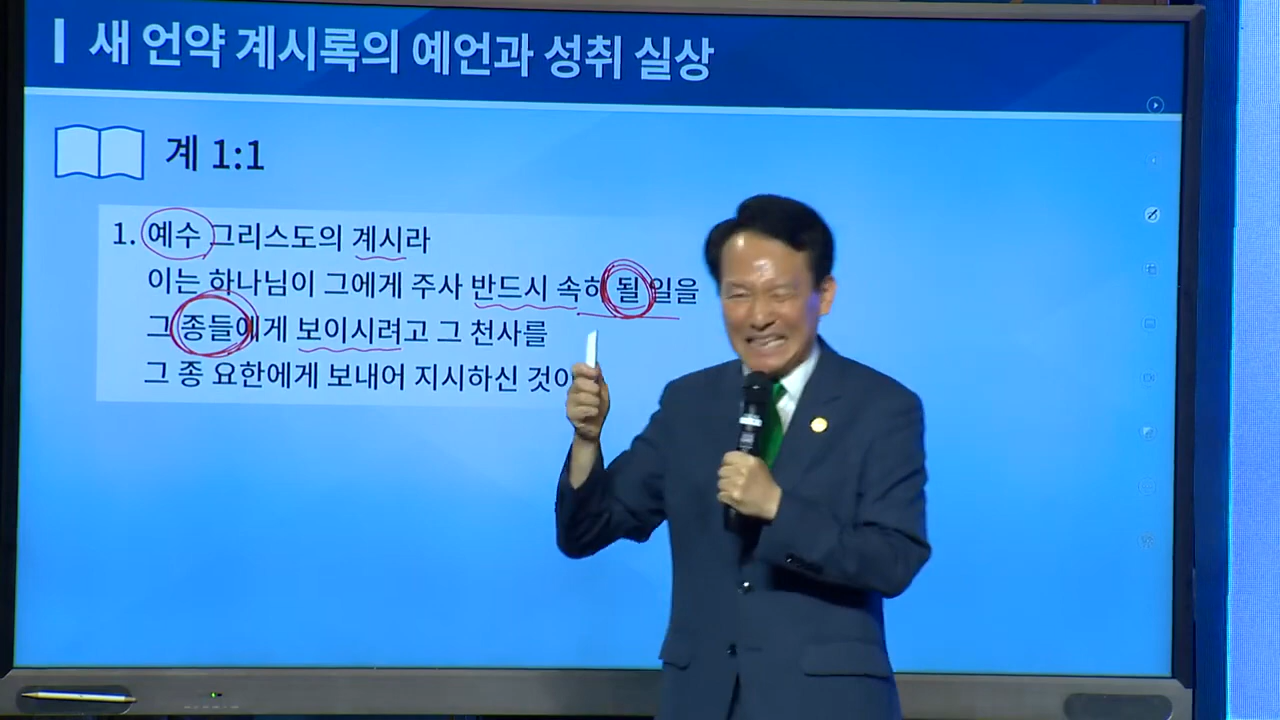 새 언약 계시록의 예언과 성취 실상
계 1:1
1. 예수 그리스도의 계시라
이는 하나님이 그에게 주사 반드시 속히 될 일을
그 종들에게 보이시려고 그 천사를
그 종 요한에게 보내어 지시하신 것이